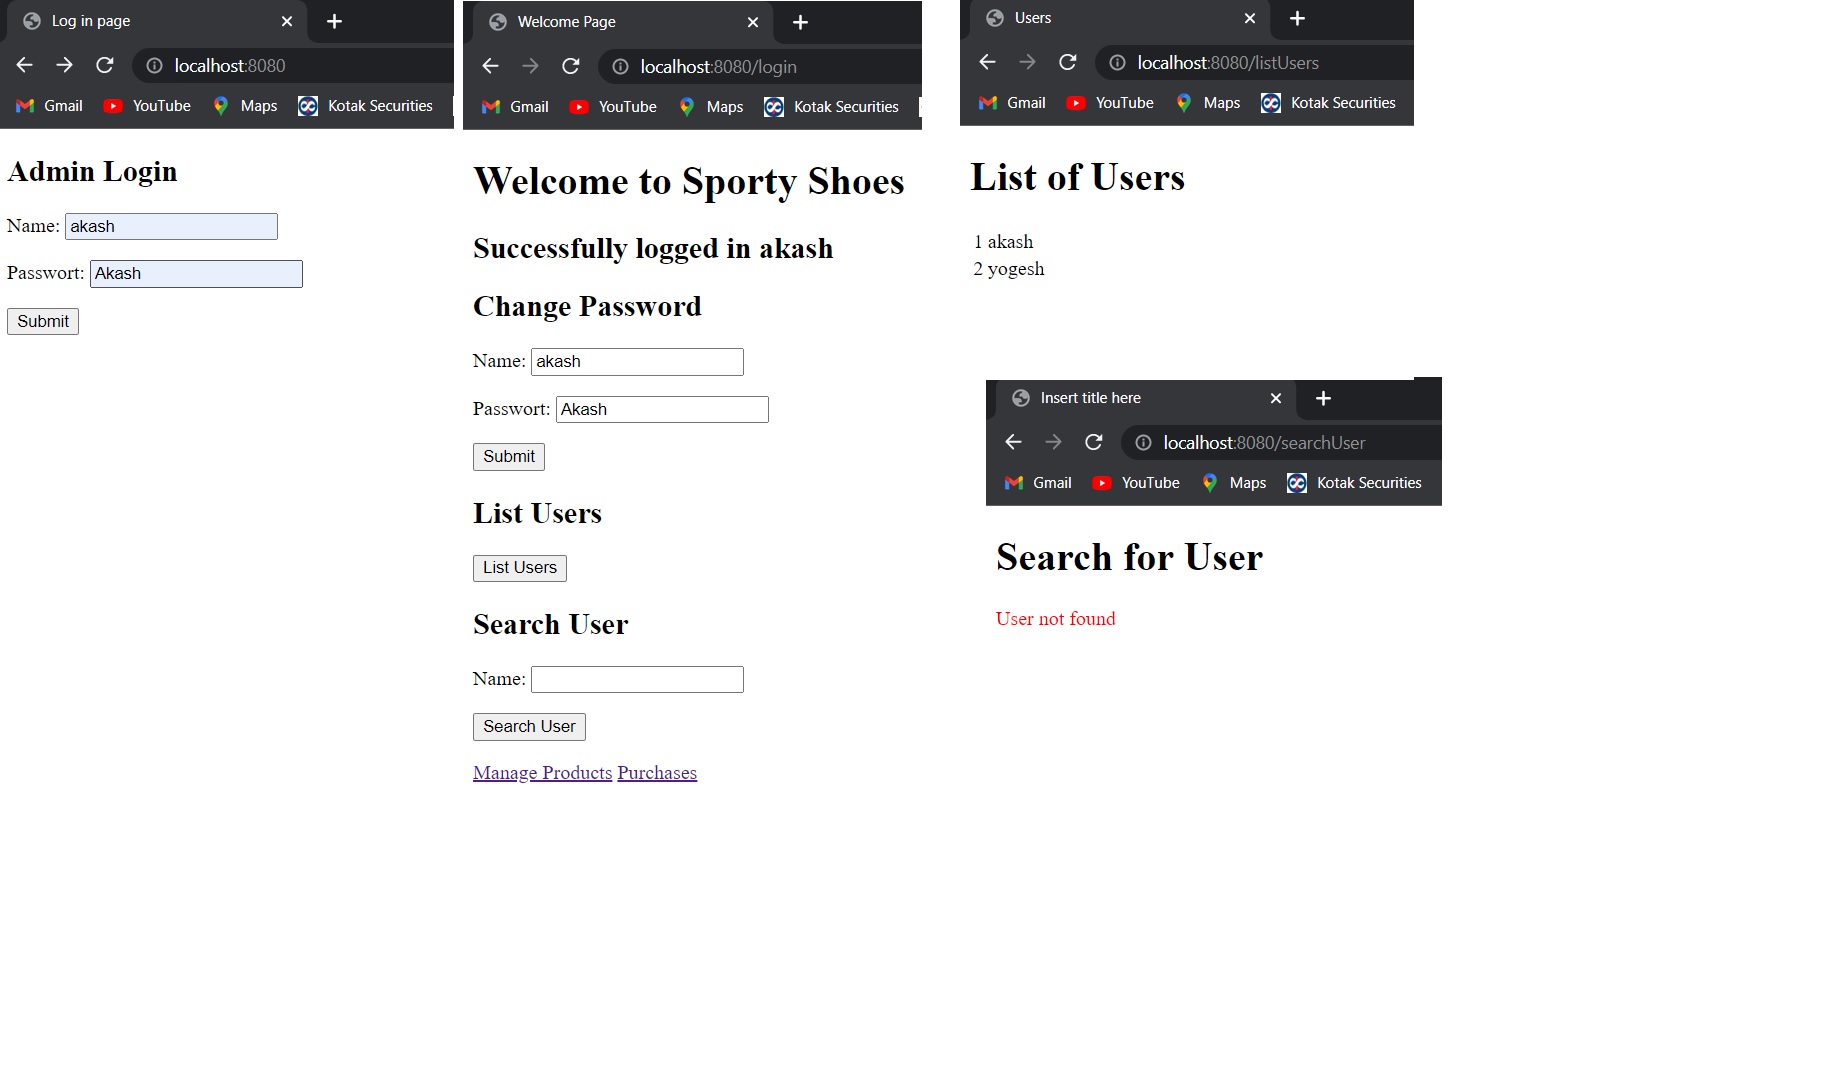 Log in page
localhost:8080
Gmail YouTube Maps Kotak Securities
Admin Login
Name: akash
Passwort: Akash
Submit
Welcome Page
localhost:8080/login
Gmail YouTube Maps Kotak Securities
Welcome to Sporty Shoes
Successfully logged in akash
Change Password
Name: akash
Passwort: Akash
Submit
List Users
List Users
Search User
Name:
Search User
Manage Products Purchases
Users
localhost:8080/listUsers
Gmail YouTube Maps Kotak Securities
List of Users
1 akash
2 yogesh
Insert title here
localhost:8080/searchUser
Gmail YouTube Maps Kotak Securities
Search for User
User not found